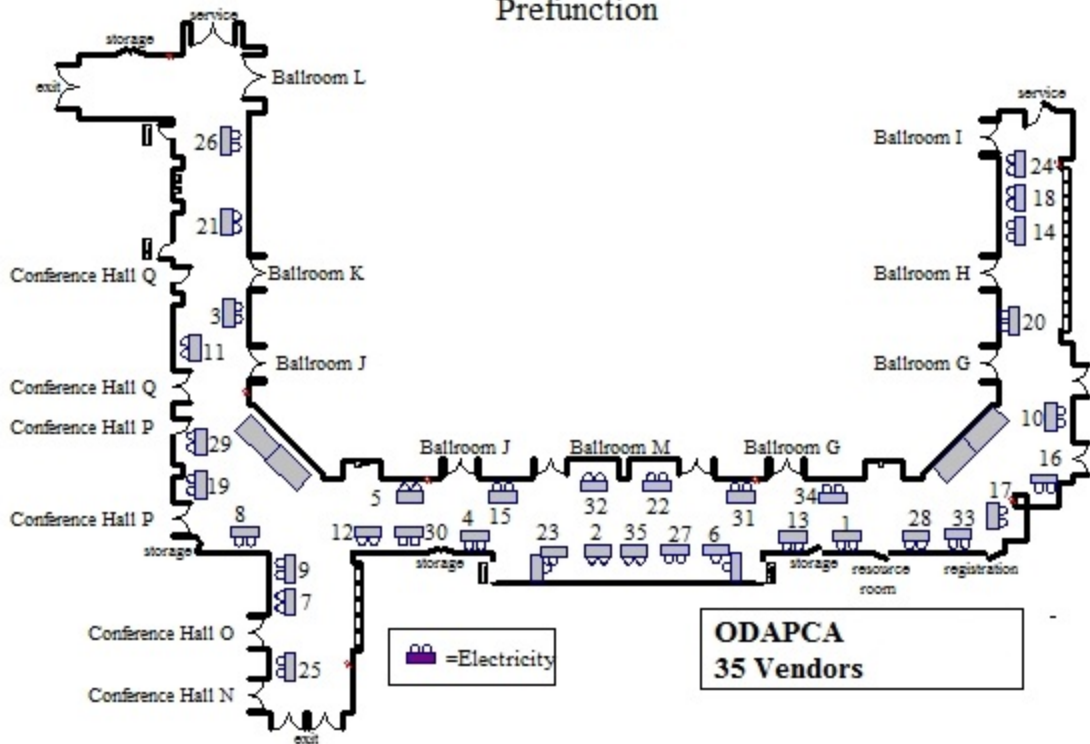 Prefunction
service
storage
exit
Ballroom L
service
Ballroom I
26
24
18
21
14
Conference Hall Q
Ballroom K
Ballroom H
3
20
11
Ballroom J
Ballroom G
Conference Hall Q
Conference Hall P
10
29
Ballroom J
Ballroom M
Ballroom G
16
19
5
15
32
22
31
34
17
Conference Hall P
8
12
30
4
23
2
35
27
6
13
1
28
33
storage
storage
storage
resource
room
registration
9
7
Conference Hall O
=Electricity
ODAPCA
35 Vendors
25
Conference Hall N
exit